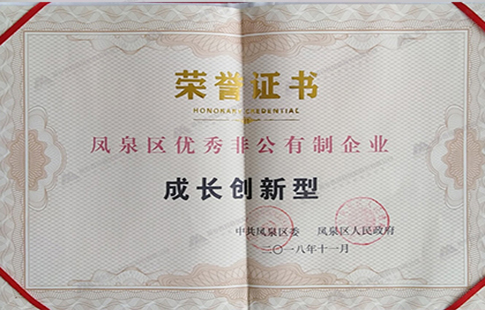 荣誉证书
HONORARY CREDENTIAL
凤泉区优秀非公有制企业
成长创新型
中共凤泉区委 凤泉区人民政府
二〇一八年十一月